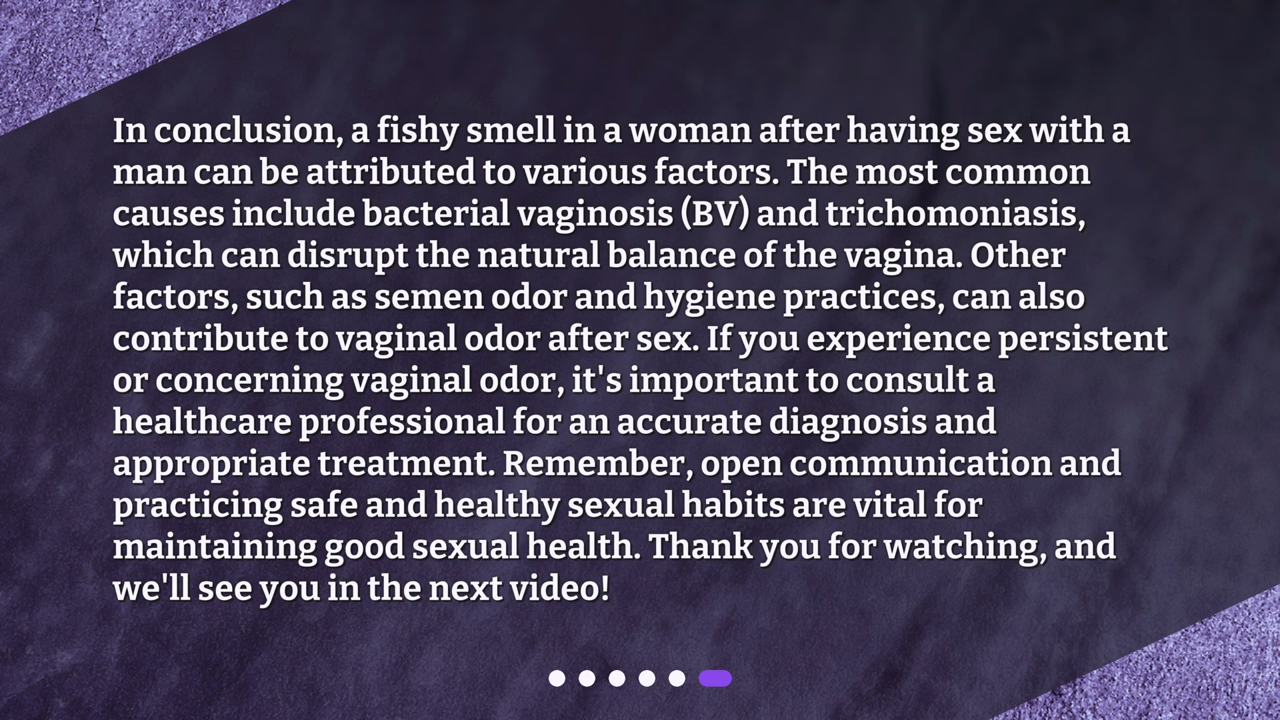 In conclusion, a fishy smell in a woman after having sex with a
man can be attributed to various factors. The most common
causes include bacterial vaginosis (BV) and trichomoniasis,
which can disrupt the natural balance of the vagina. Other
factors, such as semen odor and hygiene practices, can also
contribute to vaginal odor after sex. If you experience persistent
or concerning vaginal odor, it's important to consult a
healthcare professional for an accurate diagnosis and
appropriate treatment. Remember, open communication and
practicing safe and healthy sexual habits are vital for
maintaining good sexual health. Thank you for watching, and
we'll see you in the next video!